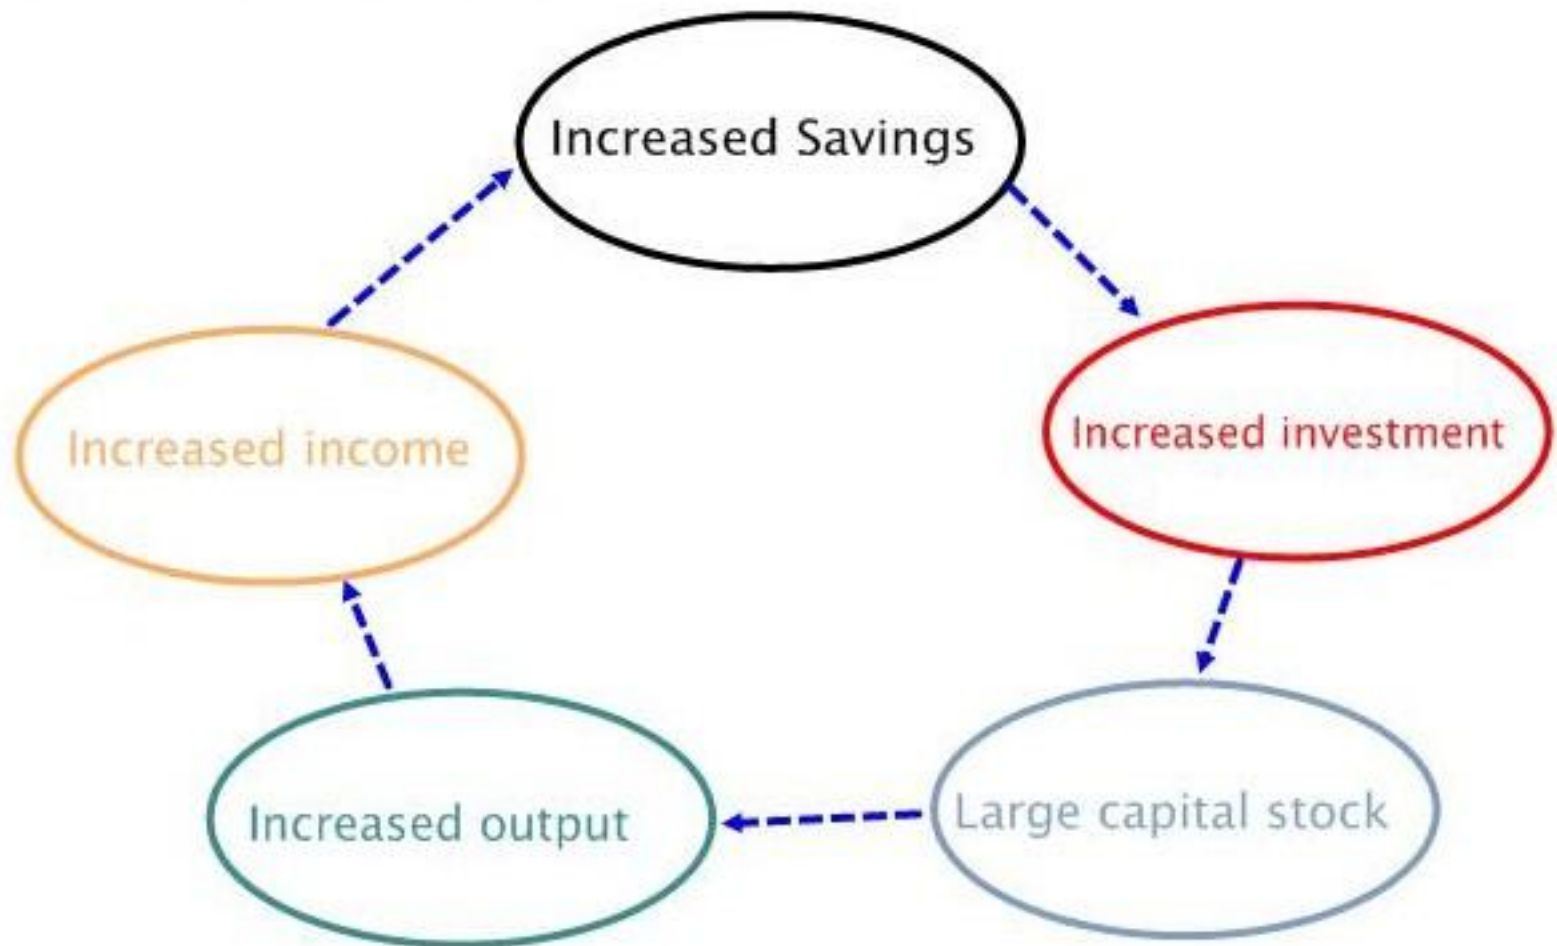 Increased Savings
Increased investment
Large capital stock
Increased output
Increased income